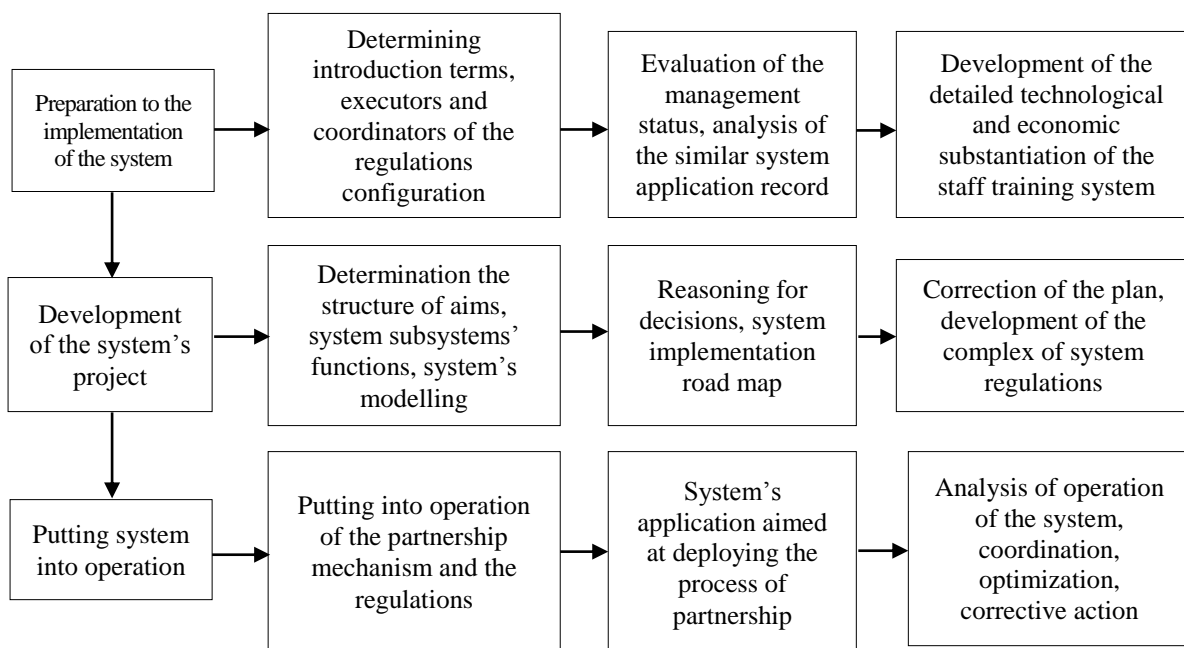 Preparation to the
implementation
of the system
Determining
introduction terms,
executors and
coordinators of the
regulations
configuration
Evaluation of the
management
status, analysis of
the similar system
application record
Development of the
detailed technological
and economic
substantiation of the
staff training system
Development
of the system’s
project
Determination the
structure of aims,
system subsystems’
functions, system’s
modelling
Reasoning for
decisions, system
implementation
road map
Correction of the plan,
development of the
complex of system
regulations
Putting system
into operation
Putting into operation
of the partnership
mechanism and the
regulations
System’s
application aimed
at deploying the
process of
partnership
Analysis of operation
of the system,
coordination,
optimization,
corrective action